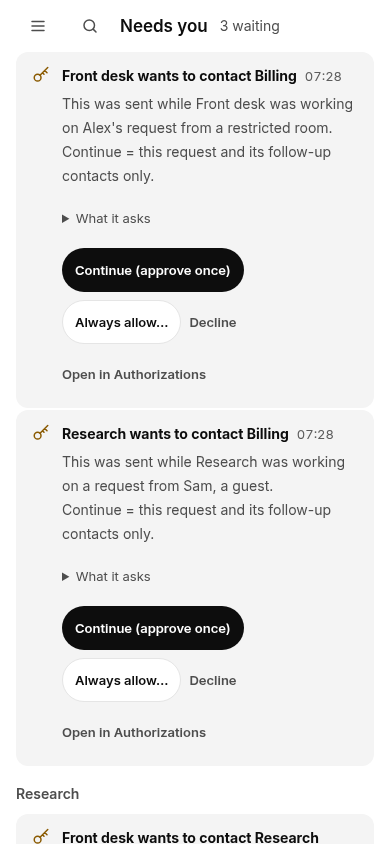 Needs you 3 waiting
Front desk wants to contact Billing 07:28
This was sent while Front desk was working
on Alex's request from a restricted room.
Continue = this request and its follow-up
contacts only.
What it asks
Continue (approve once)
Always allow... Decline
Open in Authorizations
Research wants to contact Billing 07:28
This was sent while Research was working
on a request from Sam, a guest.
Continue = this request and its follow-up
contacts only.
What it asks
Continue (approve once)
Always allow... Decline
Open in Authorizations
Research
Front desk wants to contact Research